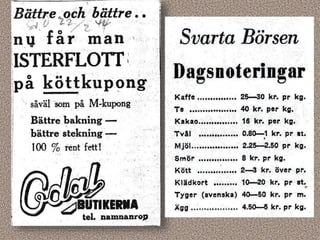 Bättre och bättre..
nu får man
ISTERFLOTT
på köttkupong
såväl som på M-kupong
Bättre bakning —
bättre stekning —
100 % rent fett!
Odal
BUTIKERNA
tel. namnanrop
Svarta Börsen
Dagsnoteringar
Kaffe ............... 25—30 kr. pr kg.
Te ................... 40 kr. per kg.
Kakao............... 16 kr. per kg.
Tvål ............... 0.80—1 kr. pr st.
Mjöl................. 2.25—2.50 pr kg.
Smör ............... 8 kr. pr kg.
Kött ............... 2—3 kr. över pr.
Klädkort ......... 10—20 kr. pr st.
Tyger (svenska) 40—50 kr. pr m.
Ägg ................. 4.50—5 kr. pr kg.